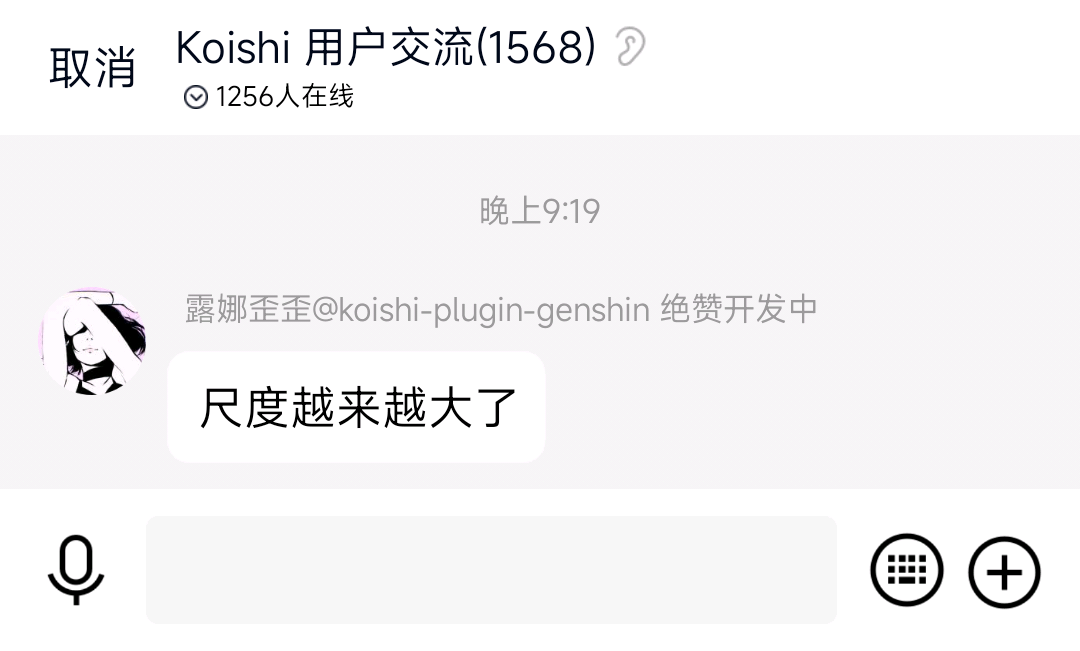 取消
Koishi 用户交流(1568)
1256人在线
晚上9:19
露娜歪歪@koishi-plugin-genshin 绝赞开发中
尺度越来越大了